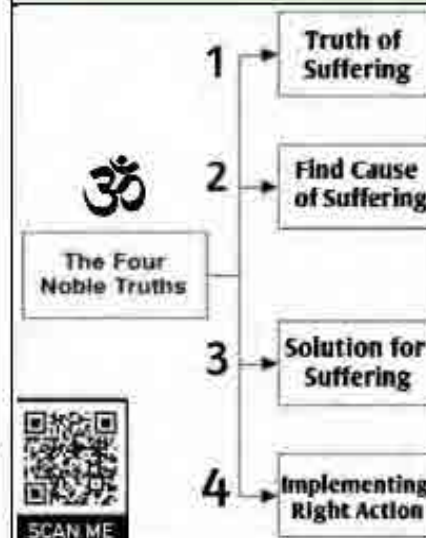 1
Truth of
Suffering
ॐ
2
Find Cause
of Suffering
The Four
Noble Truths
3
Solution for
Suffering
4
Implementing
Right Action
SCAN ME